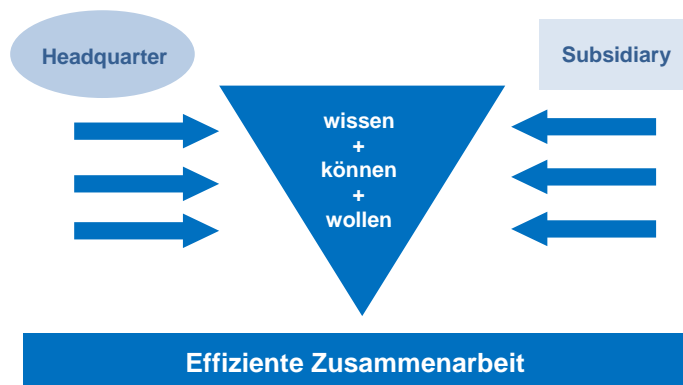 Headquarter
Subsidiary
wissen
+
können
+
wollen
Effiziente Zusammenarbeit